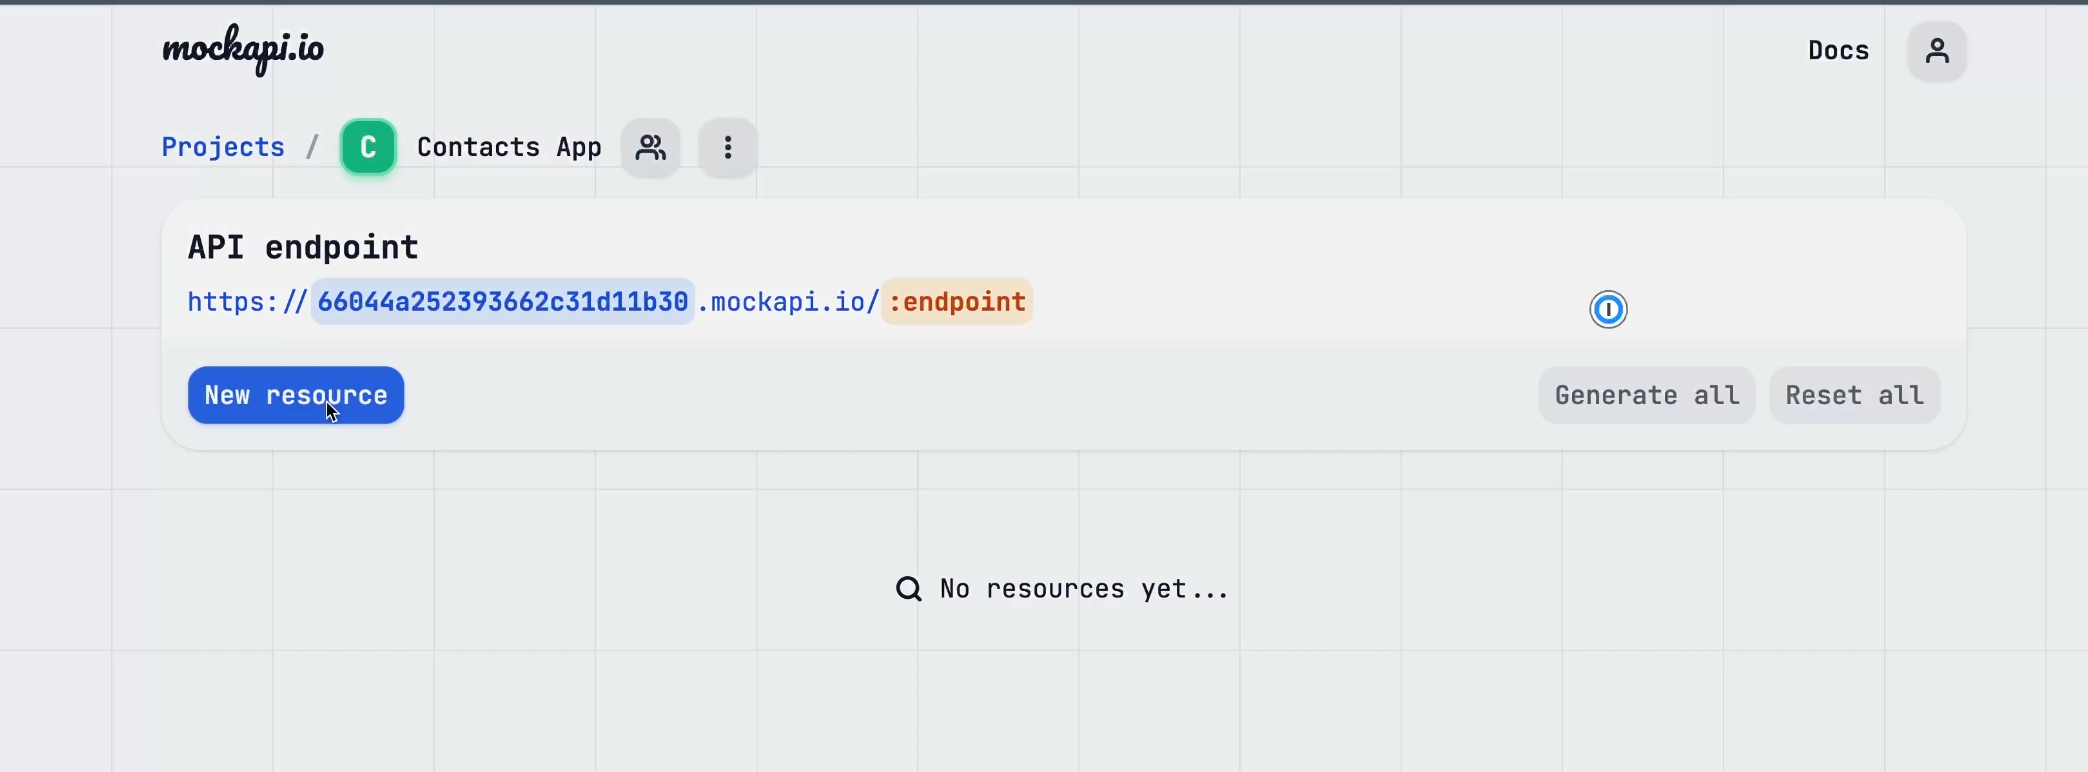 mockapi.io
Docs
Projects / C Contacts App
API endpoint
https://66044a252393662c31d11b30.mockapi.io/:endpoint
New resource
Generate all
Reset all
No resources yet...